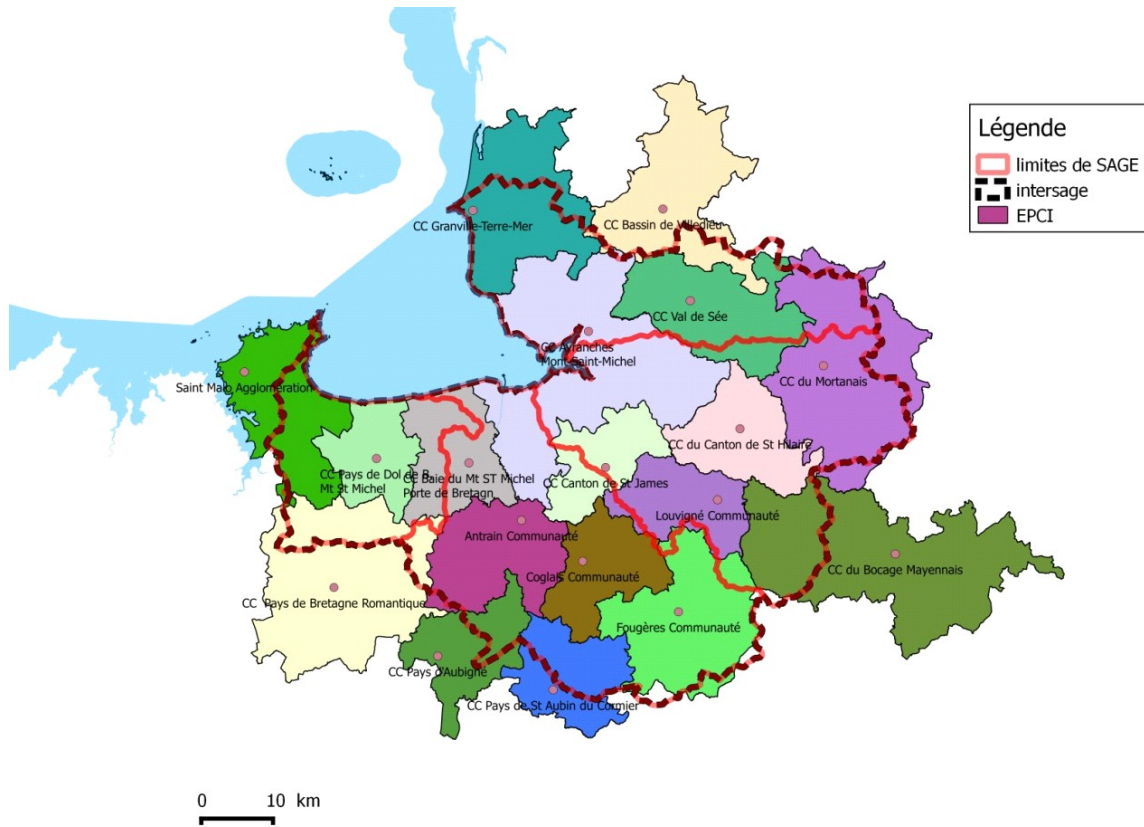 Légende
limites de SAGE
intersage
EPCI
CC Granville-Terre-Mer
CC Bassin de Villedieu
CC Val de Sée
CC Avranches
Mont-Saint-Michel
CC du Mortanais
Saint Malo Agglomération
CC du Canton de St Hilaire
CC Pays de Dol de B.
Mt St Michel
CC Baie du Mt ST Michel
Porte de Bretagn
CC Canton de St James
Louvigné Communauté
Antrain Communauté
CC du Bocage Mayennais
Coglais Communauté
CC Pays de Bretagne Romantique
Fougères Communauté
CC Pays d'Aubigné
CC Pays de St Aubin du Cormier
0 10 km